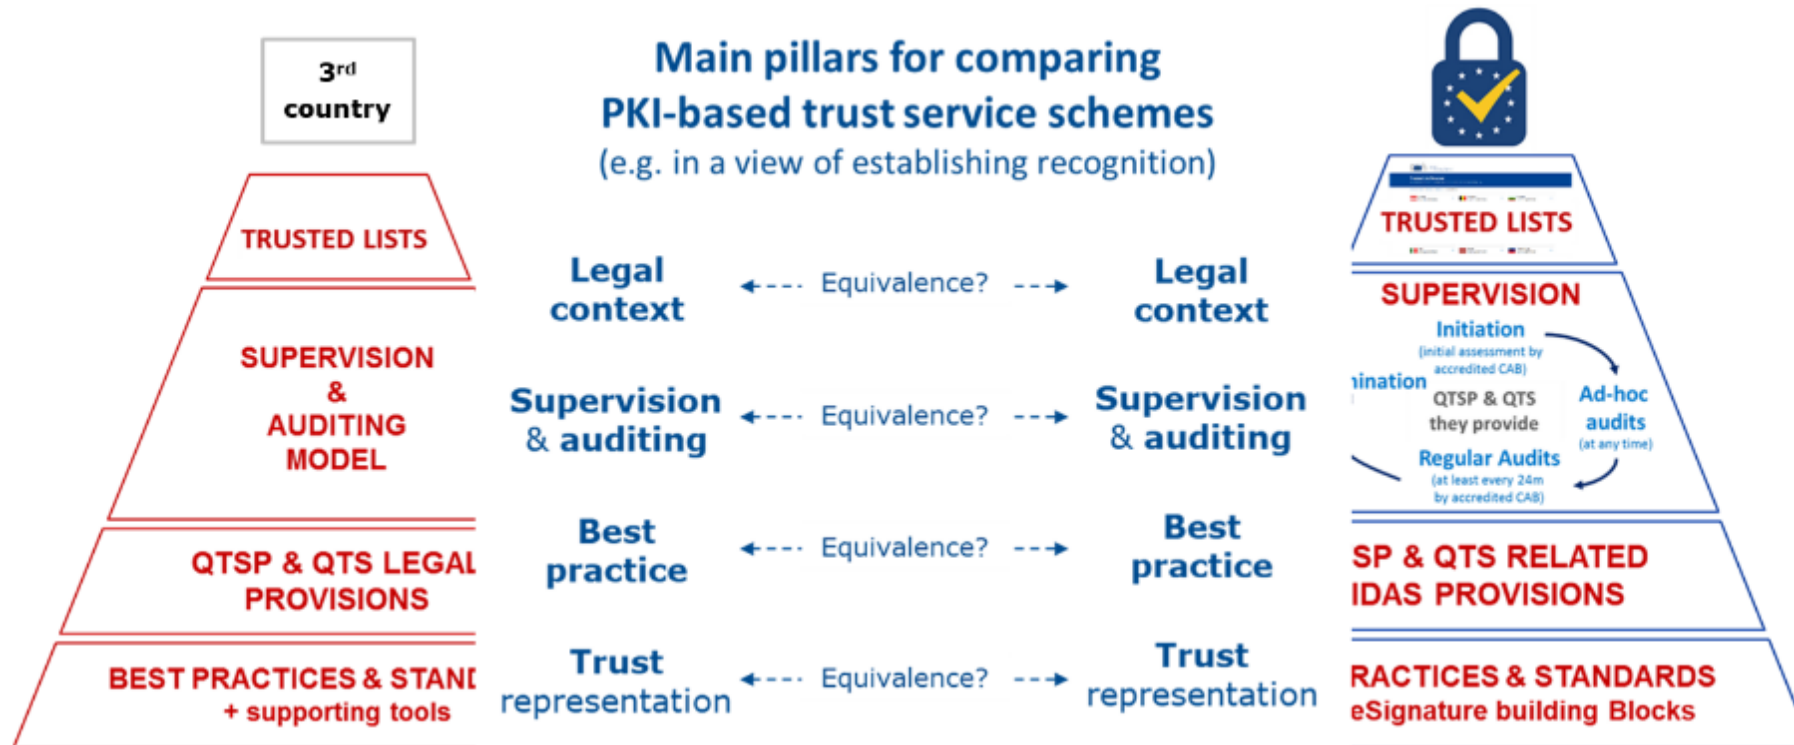 3rd
country
Main pillars for comparing
PKI-based trust service schemes
(e.g. in a view of establishing recognition)
TRUSTED LISTS
SUPERVISION
&
AUDITING
MODEL
QTSP & QTS LEGAL
PROVISIONS
BEST PRACTICES & STAND
+ supporting tools
Legal
context
Equivalence?
Legal
context
Supervision
& auditing
Equivalence?
Supervision
& auditing
Best
practice
Equivalence?
Best
practice
Trust
representation
Equivalence?
Trust
representation
TRUSTED LISTS
SUPERVISION
Initiation
(initial assessment by
accredited CAB)
mination
QTSP & QTS
they provide
Ad-hoc
audits
(at any time)
Regular Audits
(at least every 24m
by accredited CAB)
SP & QTS RELATED
IDAS PROVISIONS
RACTICES & STANDARDS
eSignature building Blocks